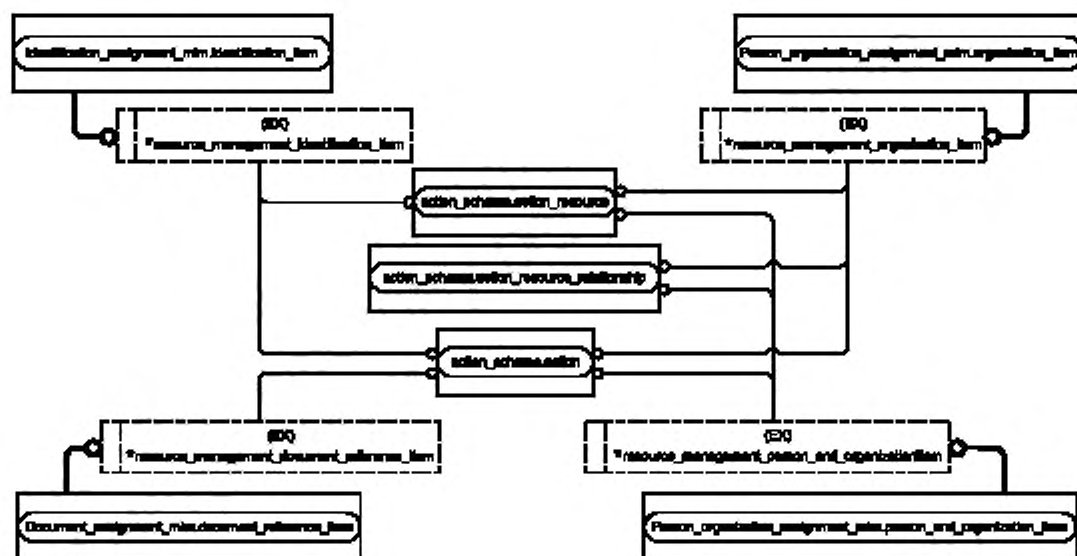 Identification_assignment_mim.identification_item
Person_organization_assignment_mim.organization_item
(EX)
*resource_management_identification_item
(EX)
*resource_management_organization_item
action_schema.action_resource
action_schema.action_resource_relationship
action_schema.action
(EX)
*resource_management_document_reference_item
(EX)
*resource_management_person_and_organizationitem
Document_assignment_mim.document_reference_item
Person_organization_assignment_mim.person_and_organization_item